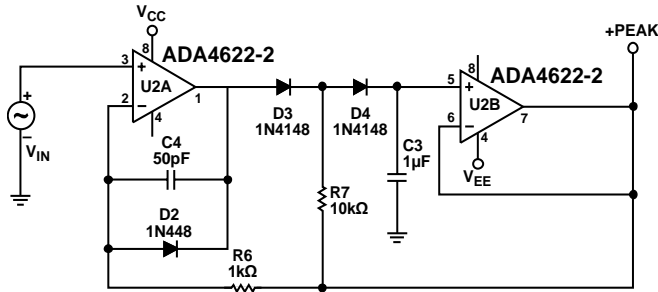 VCC
+PEAK
8
ADA4622-2
3
+
U2A
2
−
1
4
D3
1N4148
D4
1N4148
8
ADA4622-2
5
+
U2B
6
−
7
4
VEE
+
−
VIN
C4
50pF
C3
1µF
D2
1N448
R7
10kΩ
R6
1kΩ